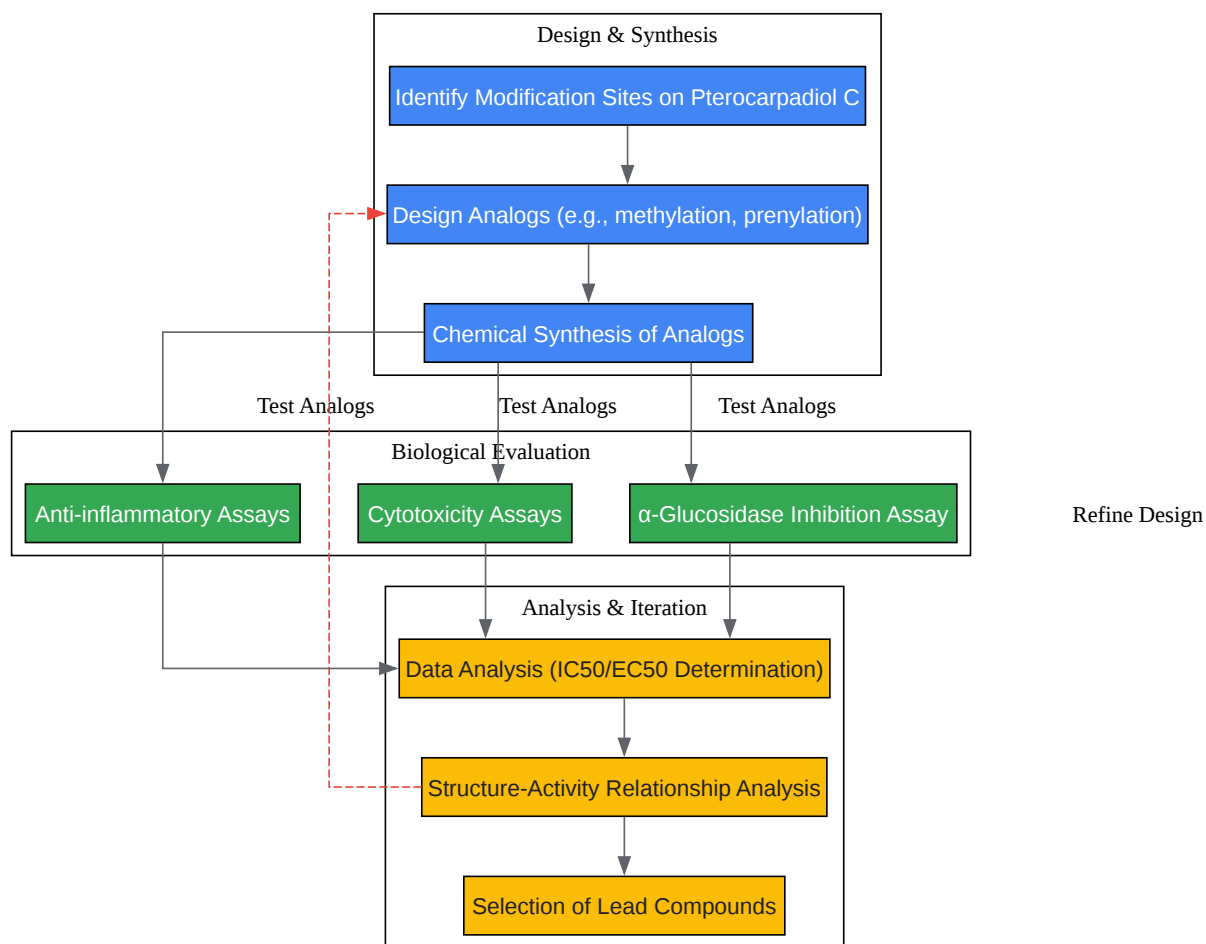 Design & Synthesis
Identify Modification Sites on Pterocarpadiol C
Design Analogs (e.g., methylation, prenylation)
Chemical Synthesis of Analogs
Test Analogs
Test Analogs
Test Analogs
Biological Evaluation
Anti-inflammatory Assays
Cytotoxicity Assays
α-Glucosidase Inhibition Assay
Refine Design
Analysis & Iteration
Data Analysis (IC50/EC50 Determination)
Structure-Activity Relationship Analysis
Selection of Lead Compounds